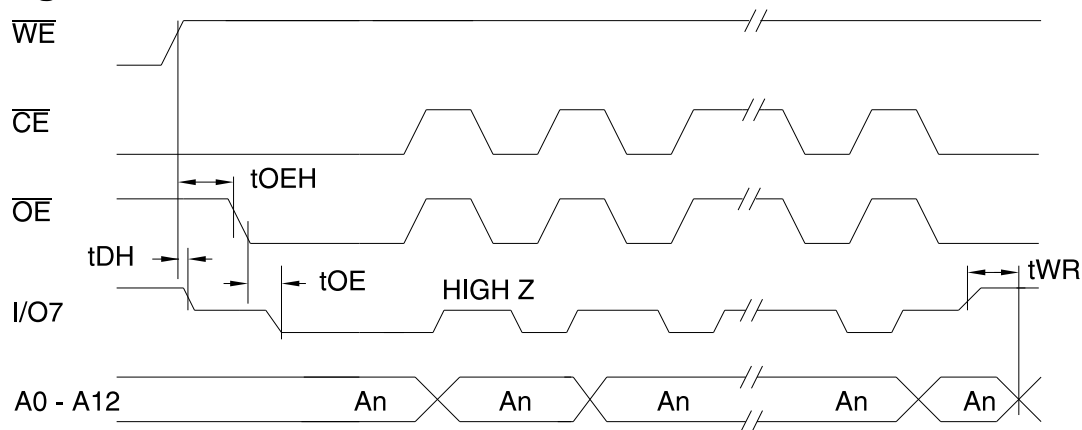 WE
CE
tOEH
OE
tDH
tOE
tWR
HIGH Z
I/O7
A0 - A12 An An An An An